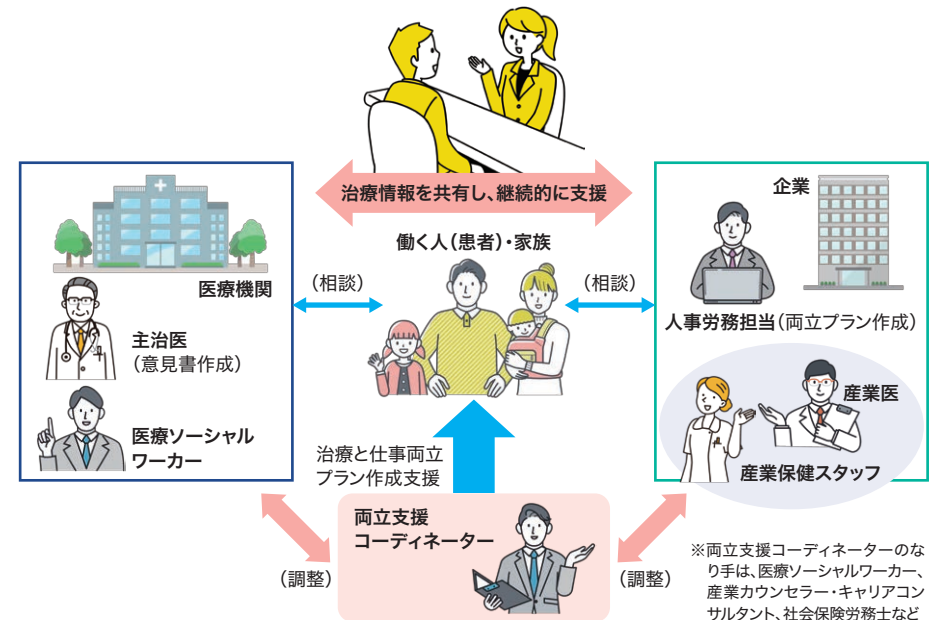 治療情報を共有し、継続的に支援
働く人（患者）・家族
（相談）
（相談）
医療機関
主治医
（意見書作成）
医療ソーシャル
ワーカー
企業
人事労務担当（両立プラン作成）
産業医
産業保健スタッフ
治療と仕事両立
プラン作成支援
両立支援
コーディネーター
（調整）
（調整）
※両立支援コーディネーターのな
り手は、医療ソーシャルワーカー、
産業カウンセラー・キャリアコン
サルタント、社会保険労務士など